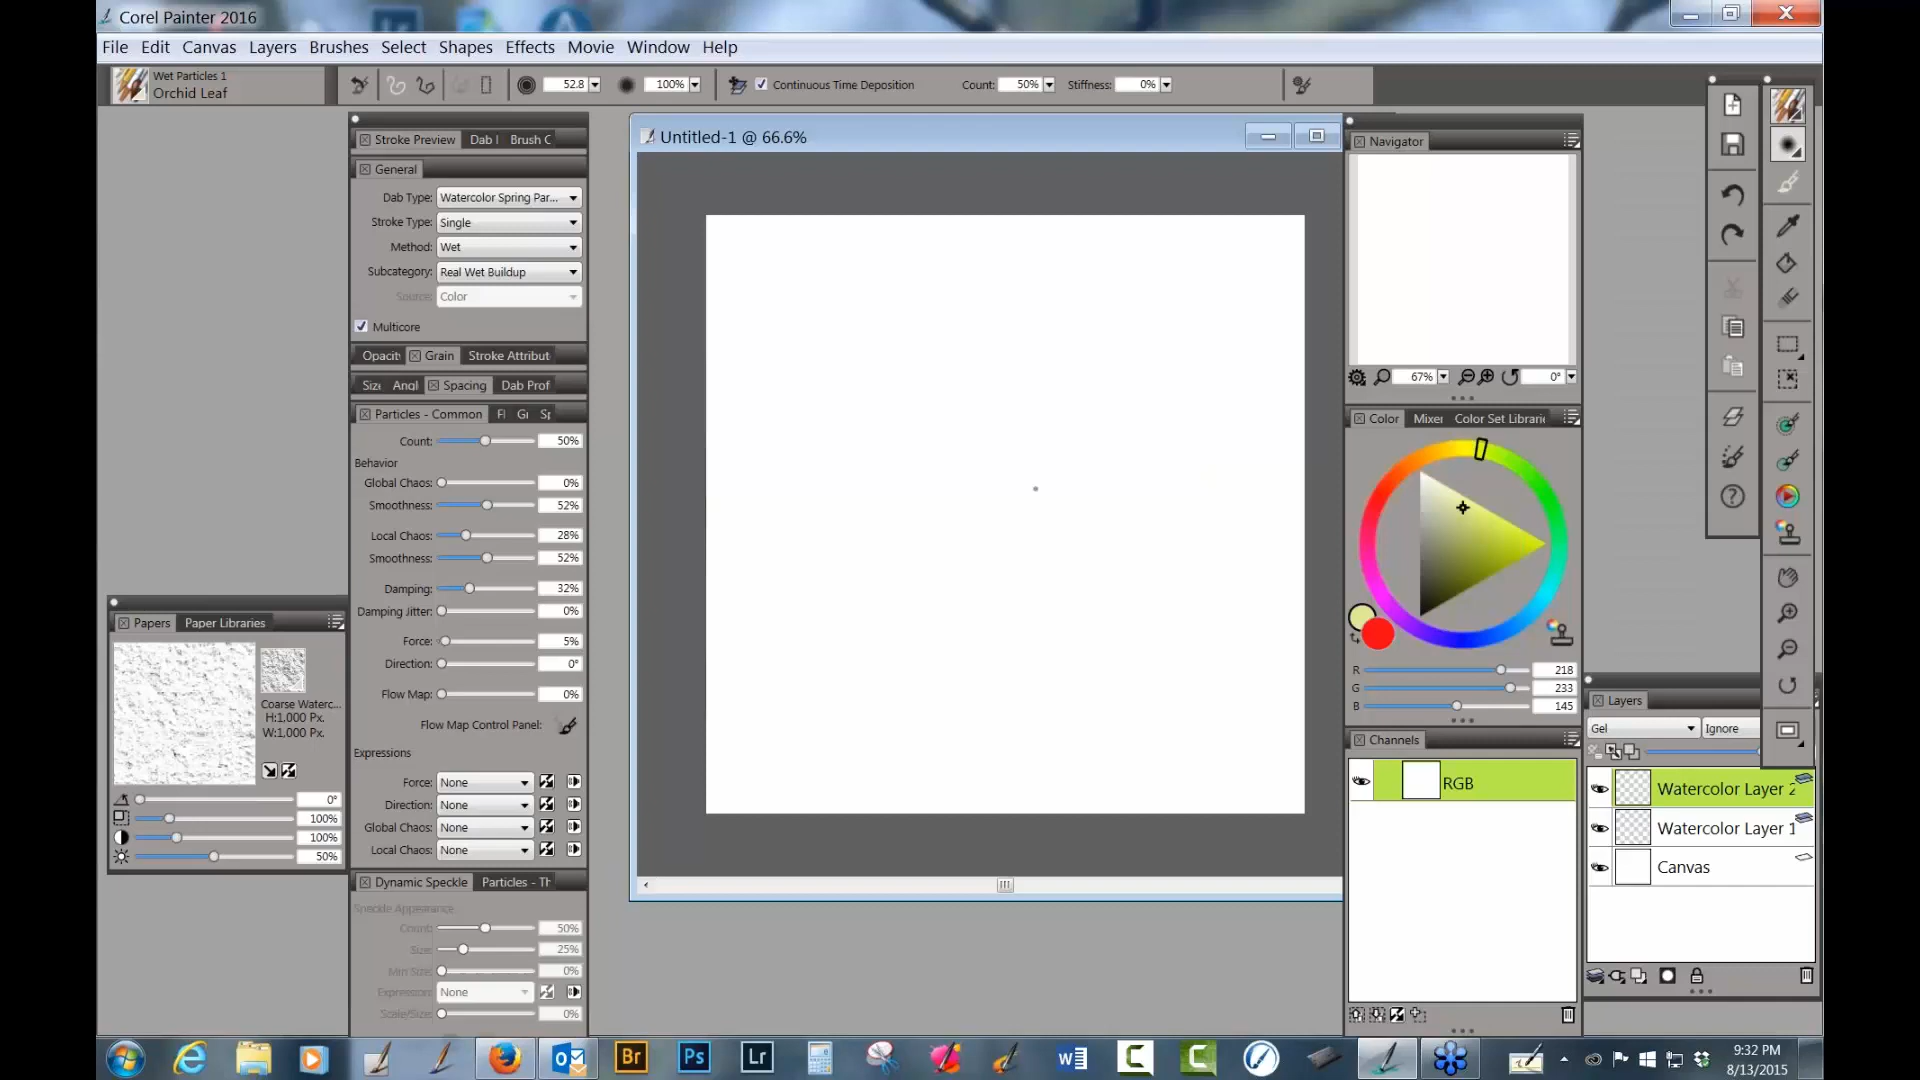 Corel Painter 2016
File Edit Canvas Layers Brushes Select Shapes Effects Movie Window Help
Wet Particles 1
Orchid Leaf
52.8 100% Continuous Time Deposition Count: 50% Stiffness: 0%
Stroke Preview Dab I Brush C
General
Dab Type: Watercolor Spring Par...
Stroke Type: Single
Method: Wet
Subcategory: Real Wet Buildup
Source: Color
Multicore
Opacit Grain Stroke Attribut
Siz Angl Spacing Dab Prof
Particles - Common Fl Gi Sp
Count: 50%
Behavior
Global Chaos: 0%
Smoothness: 52%
Local Chaos: 28%
Smoothness: 52%
Damping: 32%
Damping Jitter: 0%
Force: 5%
Direction: 0°
Flow Map: 0%
Flow Map Control Panel:
Expressions
Force: None
Direction: None
Global Chaos: None
Local Chaos: None
Dynamic Speckle Particles - Th
Speckle Appearance
Count: 50%
Size: 25%
Min Size: 0%
Expression: None
Scale/Size: 0%
Papers Paper Libraries
Coarse Waterc...
H:1,000 Px.
W:1,000 Px.
0°
100%
100%
50%
Untitled-1 @ 66.6%
Navigator
67% 0°
Color Mixer Color Set Librari
R 218
G 233
B 145
Channels
RGB
Layers
Gel Ignore
Watercolor Layer 2
Watercolor Layer 1
Canvas
Br Ps Lr
9:32 PM
8/13/2015